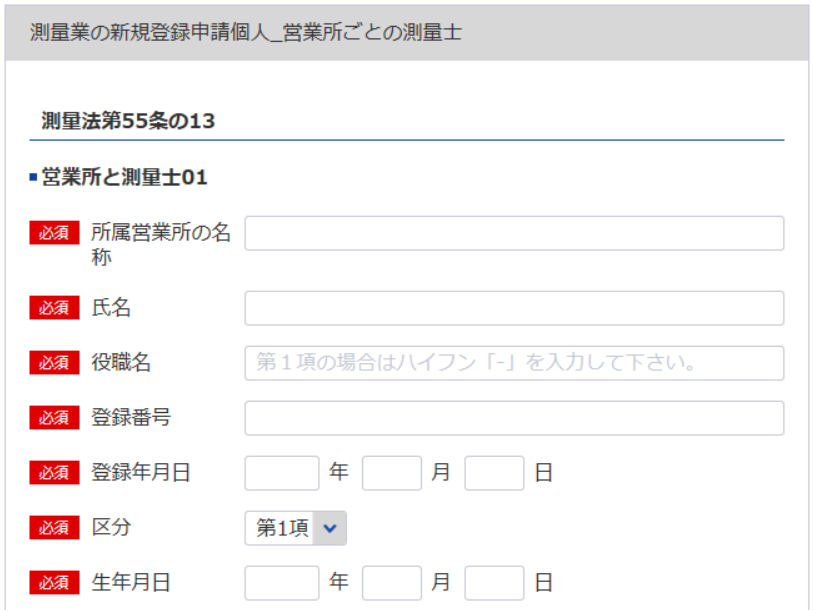 測量業の新規登録申請個人_営業所ごとの測量士
測量法第55条の13
営業所と測量士01
必須 所属営業所の名
称
必須 氏名
必須 役職名 第１項の場合はハイフン「-」を入力して下さい。
必須 登録番号
必須 登録年月日 年 月 日
必須 区分 第1項
必須 生年月日 年 月 日